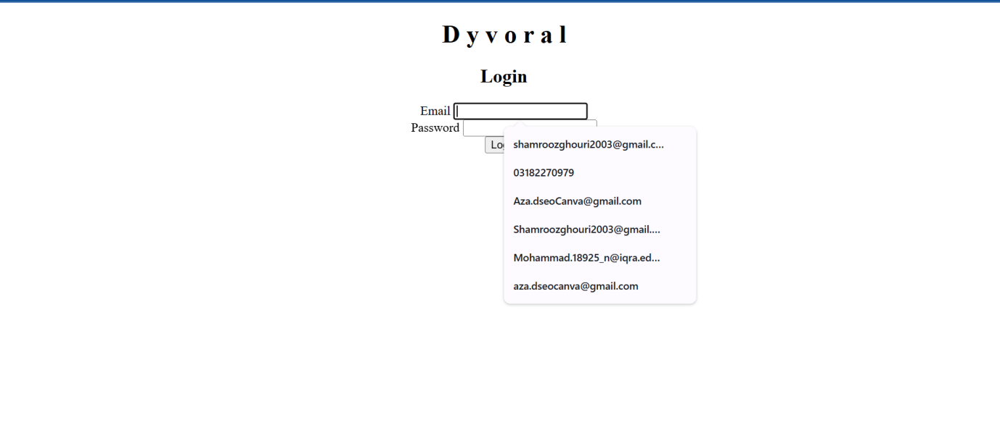 D y v o r a l
Login
Email
Password
shamroozghouri2003@gmail.c...
03182270979
Aza.dseoCanva@gmail.com
Shamroozghouri2003@gmail....
Mohammad.18925_n@iqra.ed...
aza.dseocanva@gmail.com